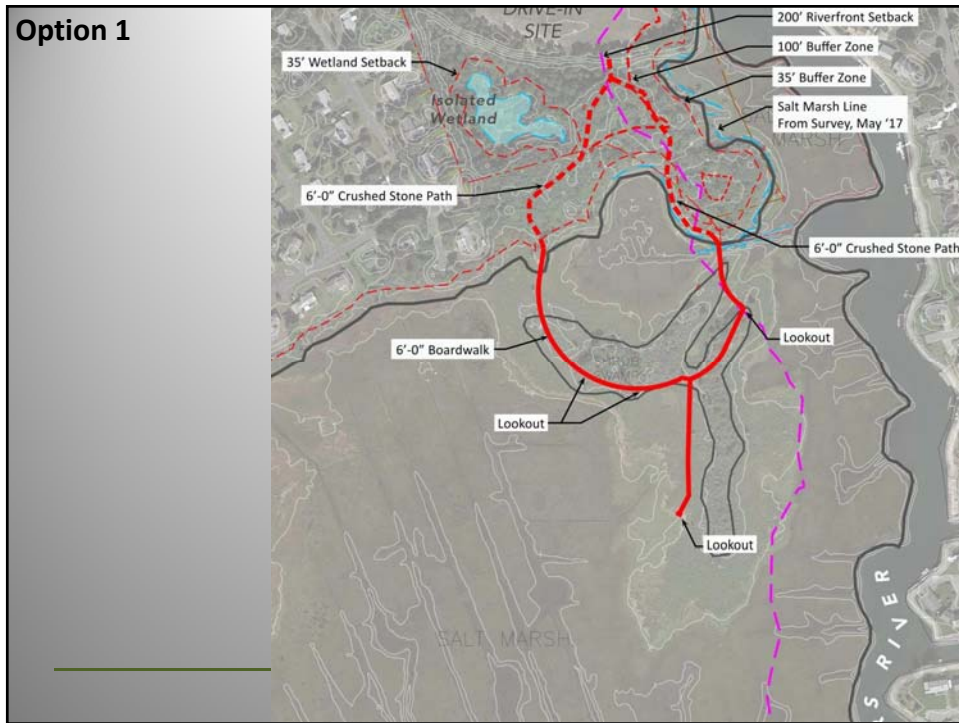 Option 1
DRIVE-IN
SITE
200' Riverfront Setback
100' Buffer Zone
35' Wetland Setback
35' Buffer Zone
Isolated
Wetland
Salt Marsh Line
From Survey, May '17
MARSH
6'-0” Crushed Stone Path
6'-0” Crushed Stone Path
Lookout
6'-0” Boardwalk
Lookout
Lookout
SALT MARSH
S RIVER